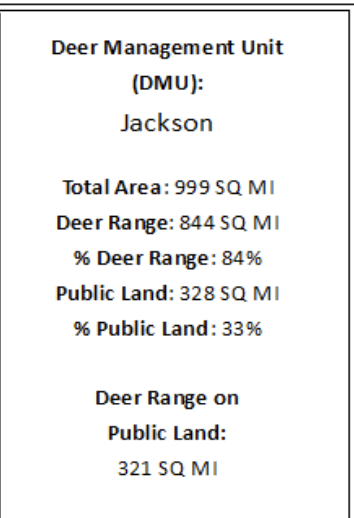 Deer Management Unit
(DMU):
Jackson
Total Area: 999 SQ MI
Deer Range: 844 SQ MI
% Deer Range: 84%
Public Land: 328 SQ MI
% Public Land: 33%
Deer Range on
Public Land:
321 SQ MI